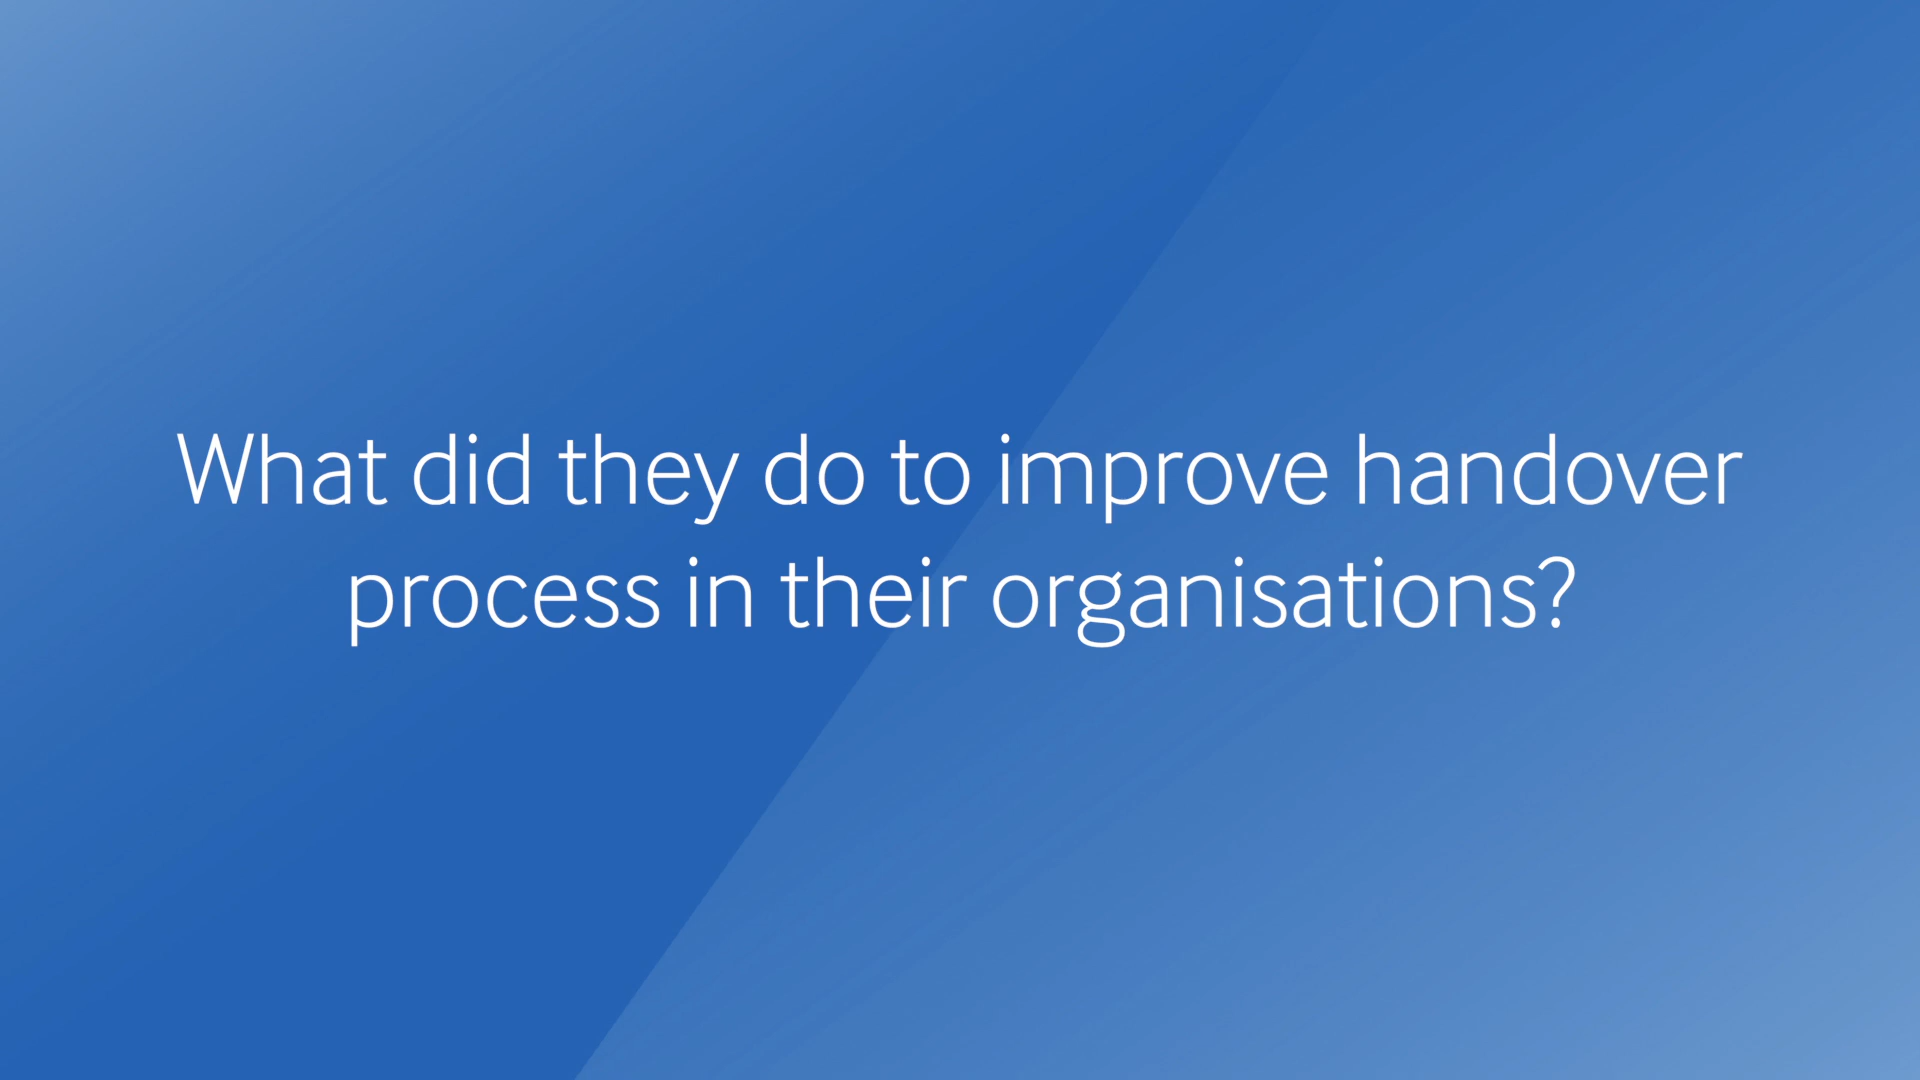 What did they do to improve handover
process in their organisations?